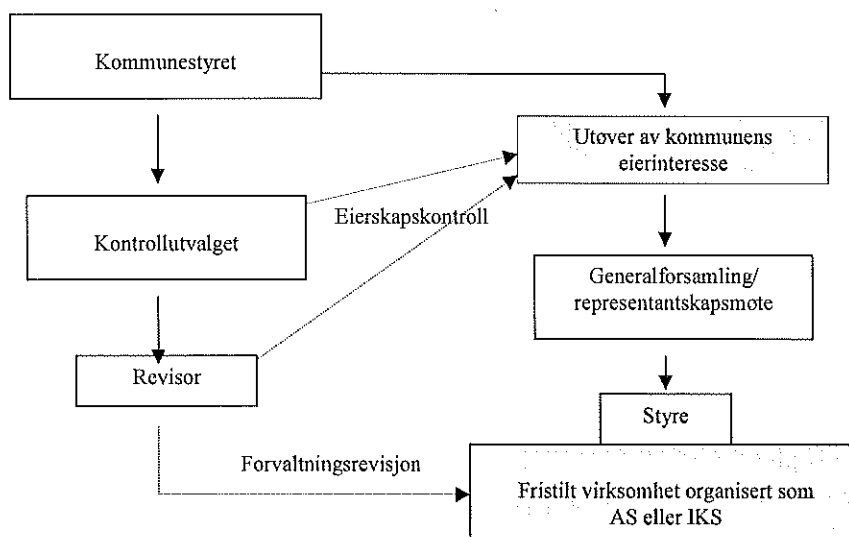 Kommunestyret
Utøver av kommunens
eierinteresse
Eierskapskontroll
Kontrollutvalget
Generalforsamling/
representantskapsmøte
Revisor
Styre
Forvaltningsrevisjon
Fristilt virksomhet organisert som
AS eller IKS